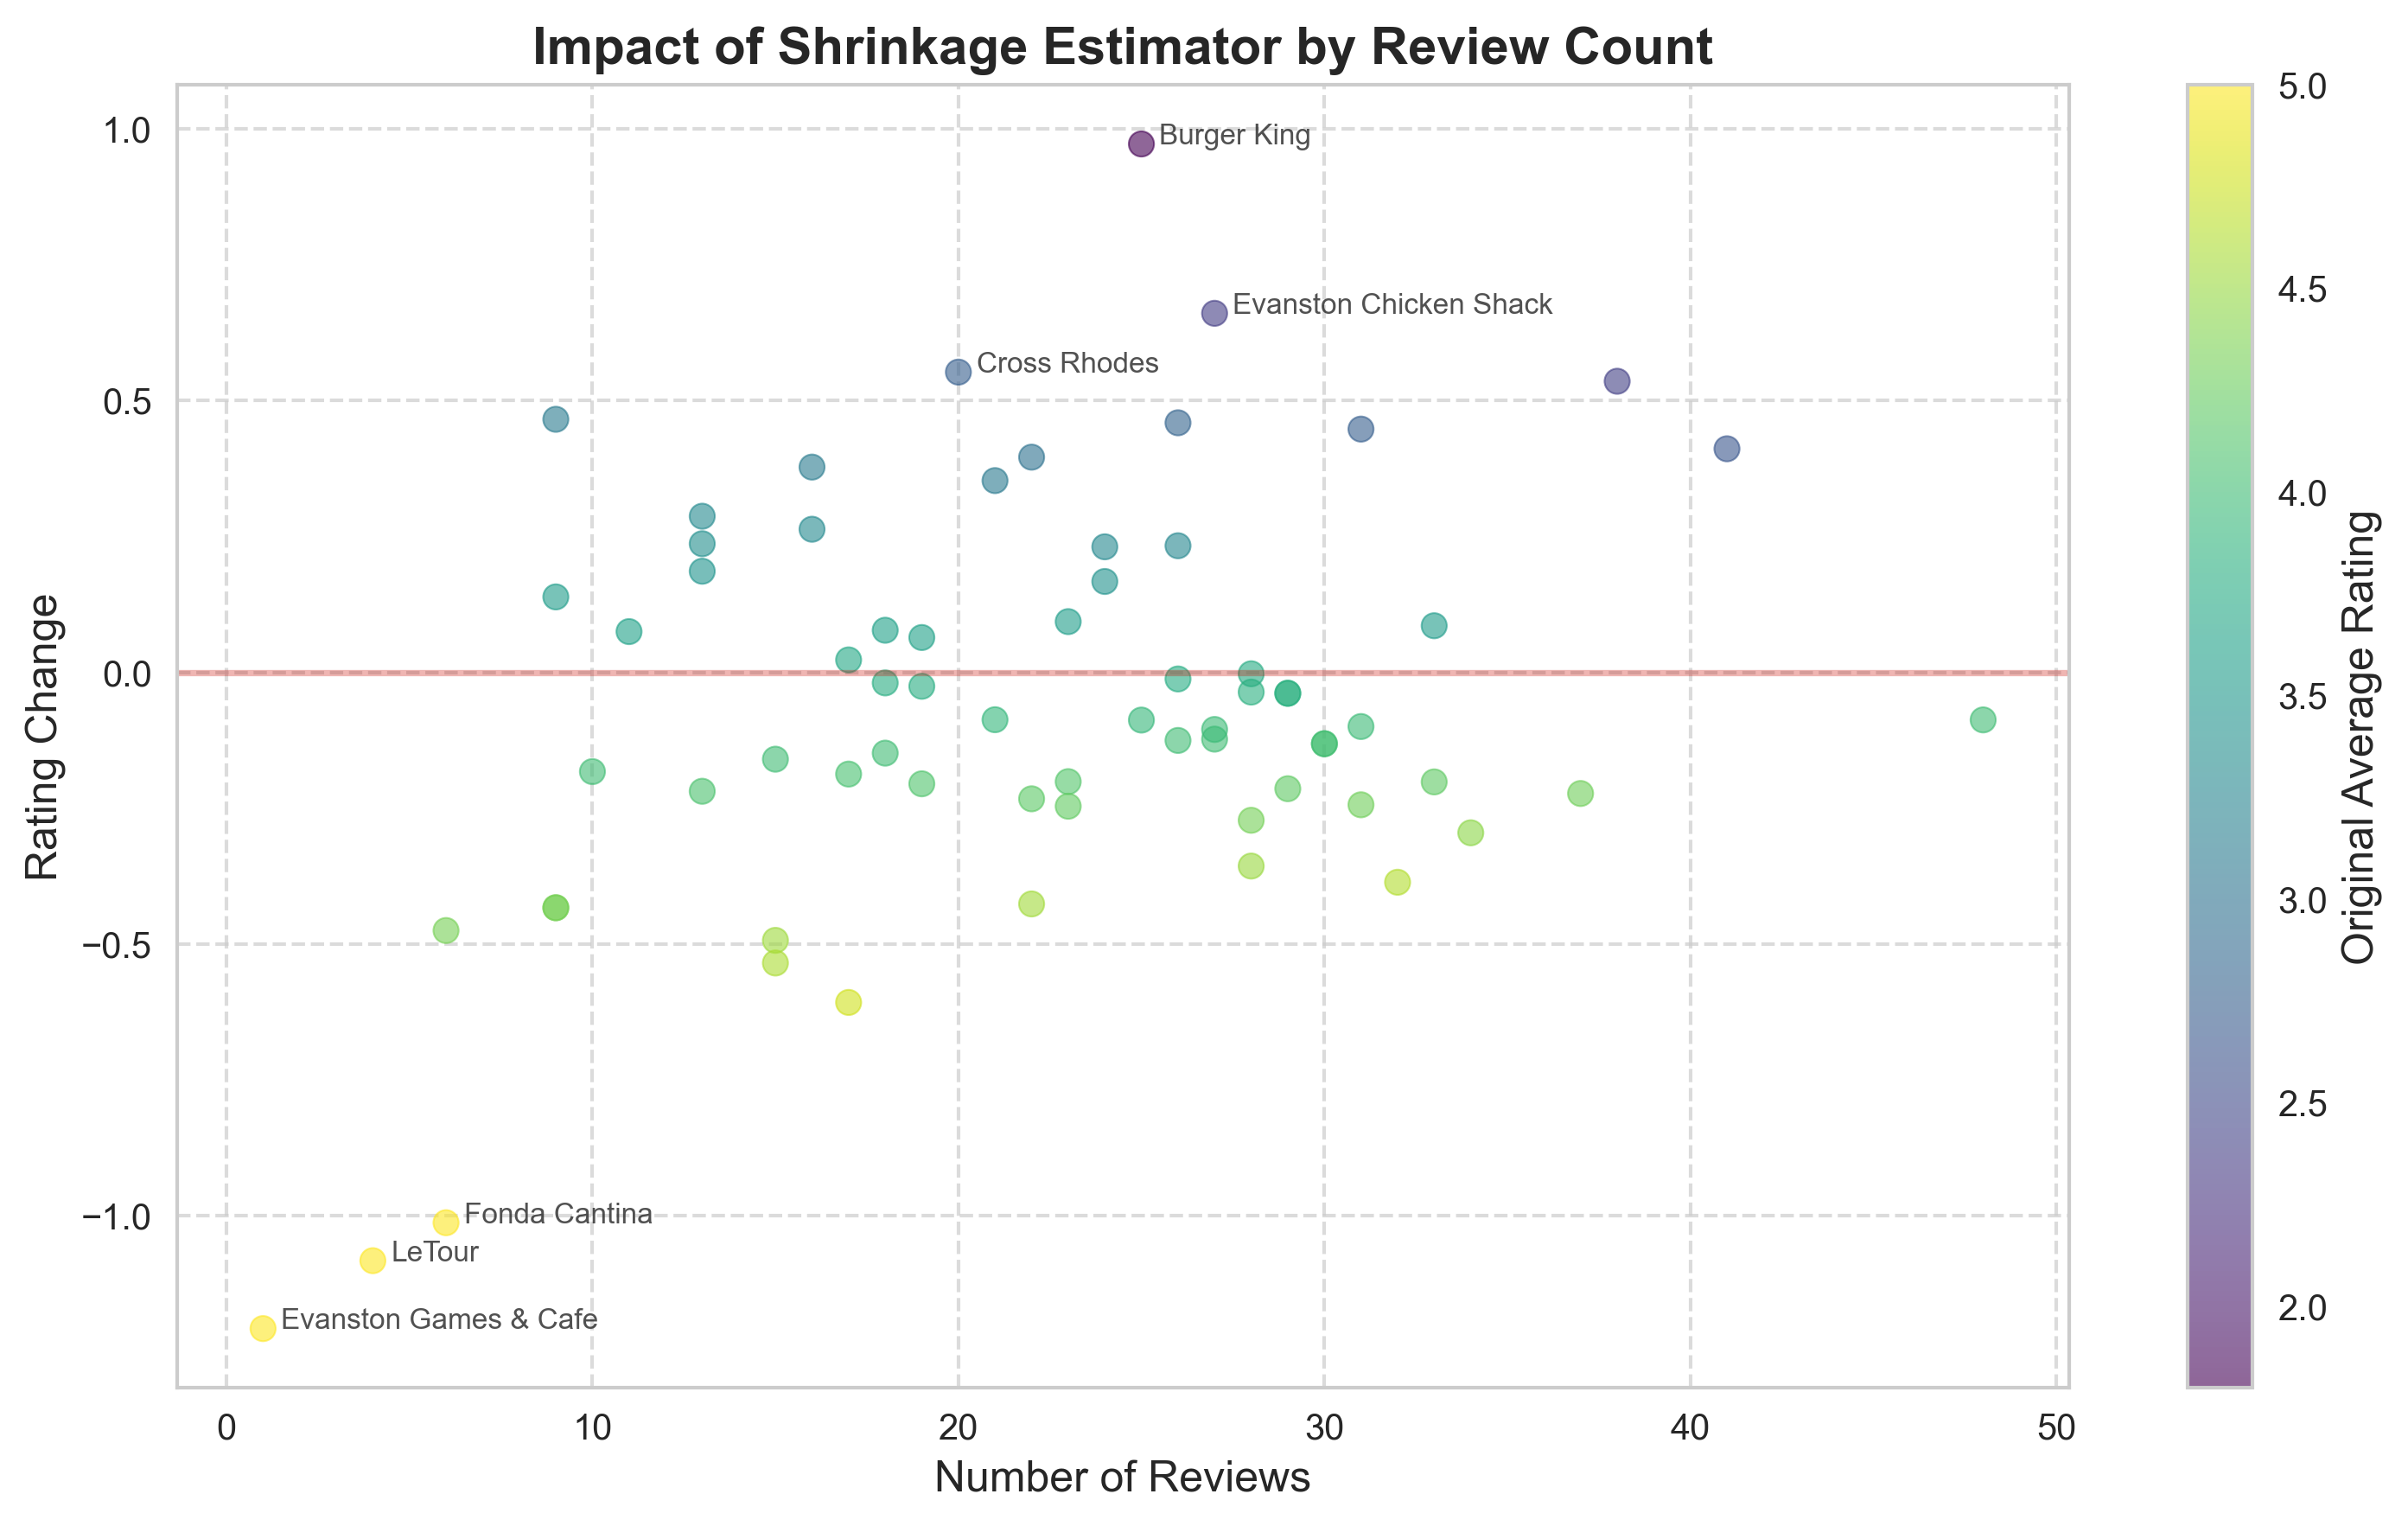 Impact of Shrinkage Estimator by Review Count
1.0
0.5
0.0
−0.5
−1.0
Rating Change
Burger King
Evanston Chicken Shack
Cross Rhodes
Fonda Cantina
LeTour
Evanston Games & Cafe
0
10
20
30
40
50
Number of Reviews
5.0
4.5
4.0
3.5
3.0
2.5
2.0
Original Average Rating